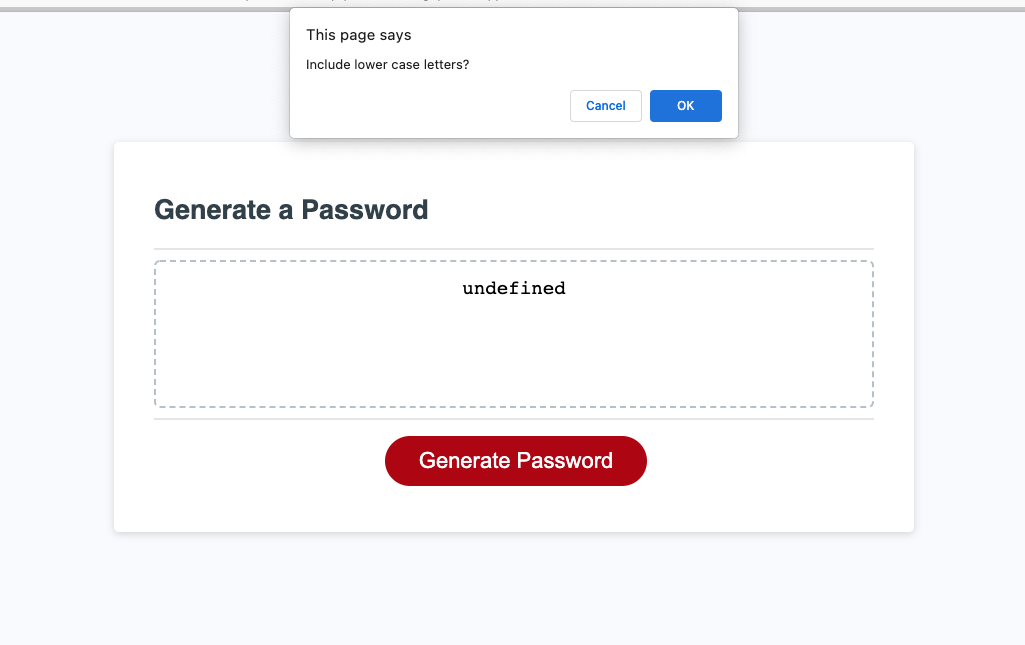 This page says
Include lower case letters?
Cancel
OK
Generate a Password
undefined
Generate Password